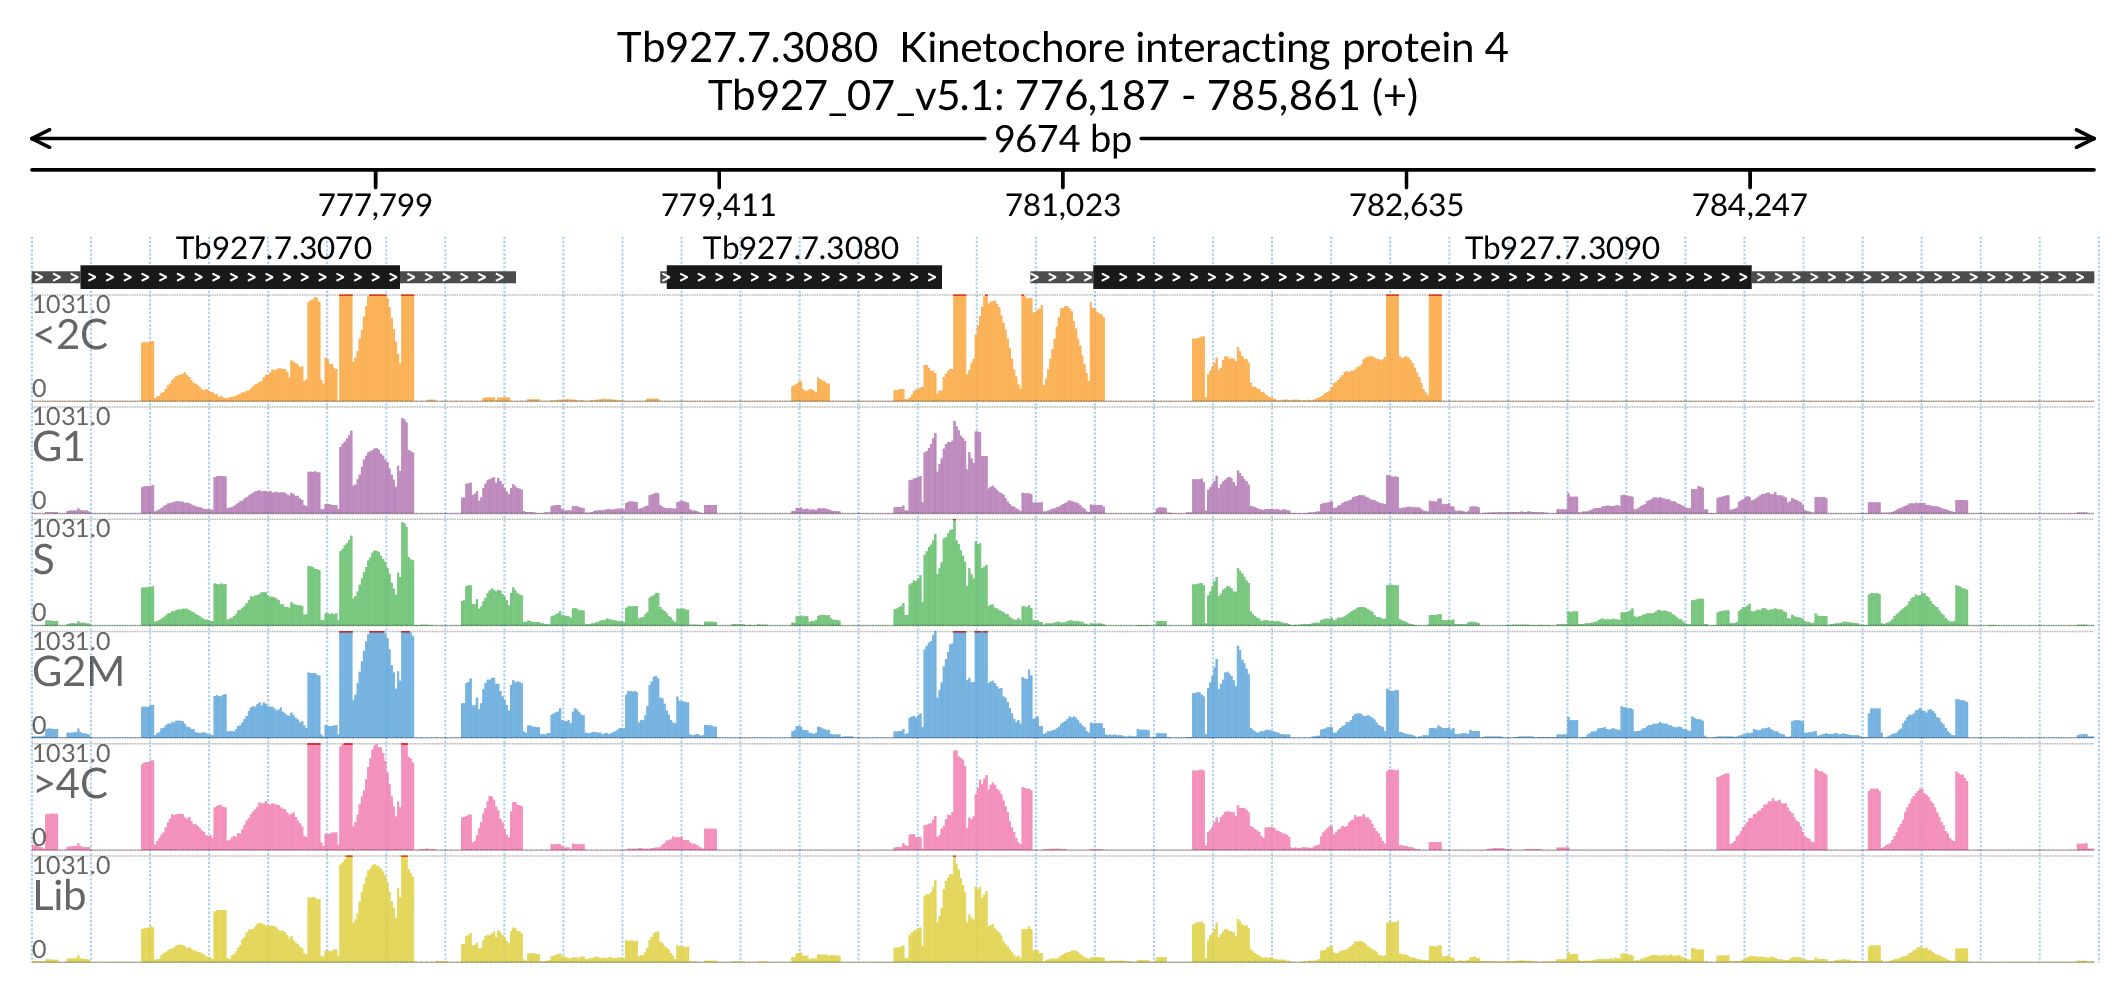 Tb927.7.3080  Kinetochore interacting protein 4
Tb927_07_v5.1: 776,187 - 785,861 (+)
9674 bp
777,799 779,411 781,023 782,635 784,247
Tb927.7.3070 Tb927.7.3080 Tb927.7.3090
1031.0
<2C
0
1031.0
G1
0
1031.0
S
0
1031.0
G2M
0
1031.0
>4C
0
1031.0
Lib
0